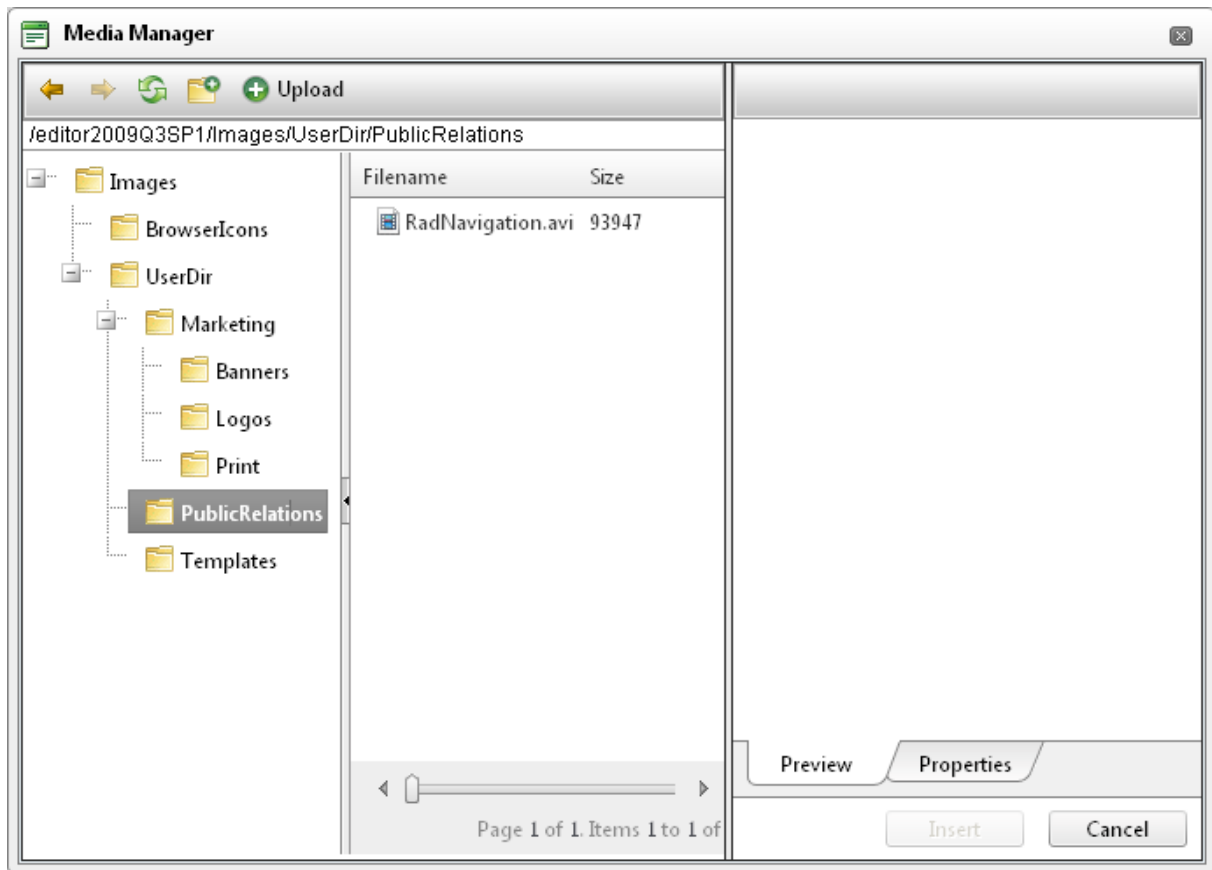 Media Manager
Upload
/editor2009Q3SP1/Images/UserDir/PublicRelations
Images
BrowserIcons
UserDir
Marketing
Banners
Logos
Print
PublicRelations
Templates
Filename Size
RadNavigation.avi 93947
Page 1 of 1. Items 1 to 1 of
Preview Properties
Insert Cancel